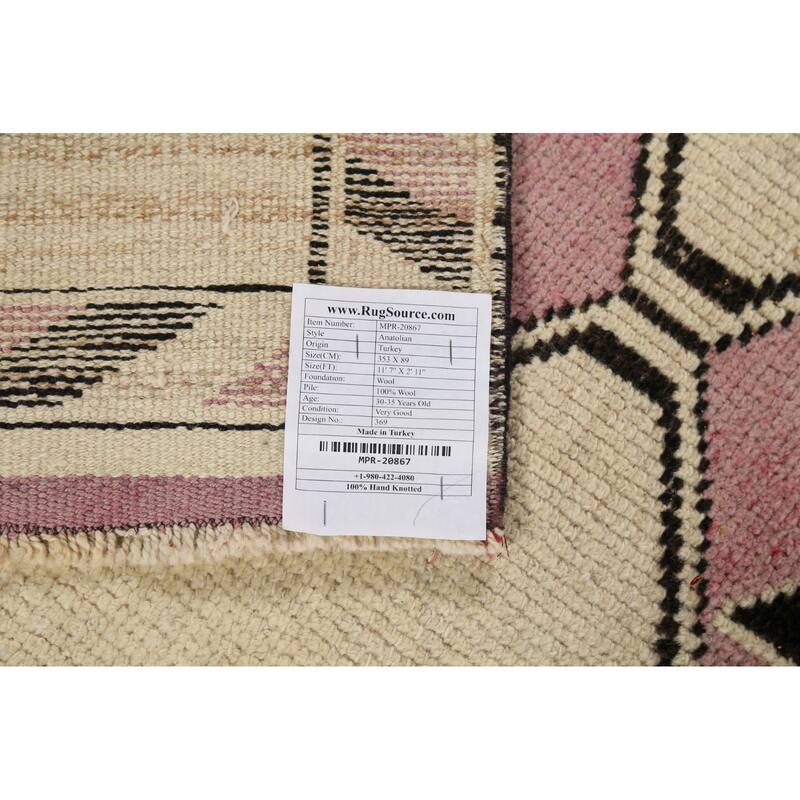 www.RugSource.com
Item Number: MPR-20867
Style Anatolian
Origin Turkey
Size(CM): 353 X 89
Size(FT): 11' 7" X 2' 11"
Foundation: Wool
Pile: 100% Wool
Age: 30-35 Years Old
Condition: Very Good
Design No.: 369
Made in Turkey
MPR-20867
+1-980-422-4080
100% Hand Knotted